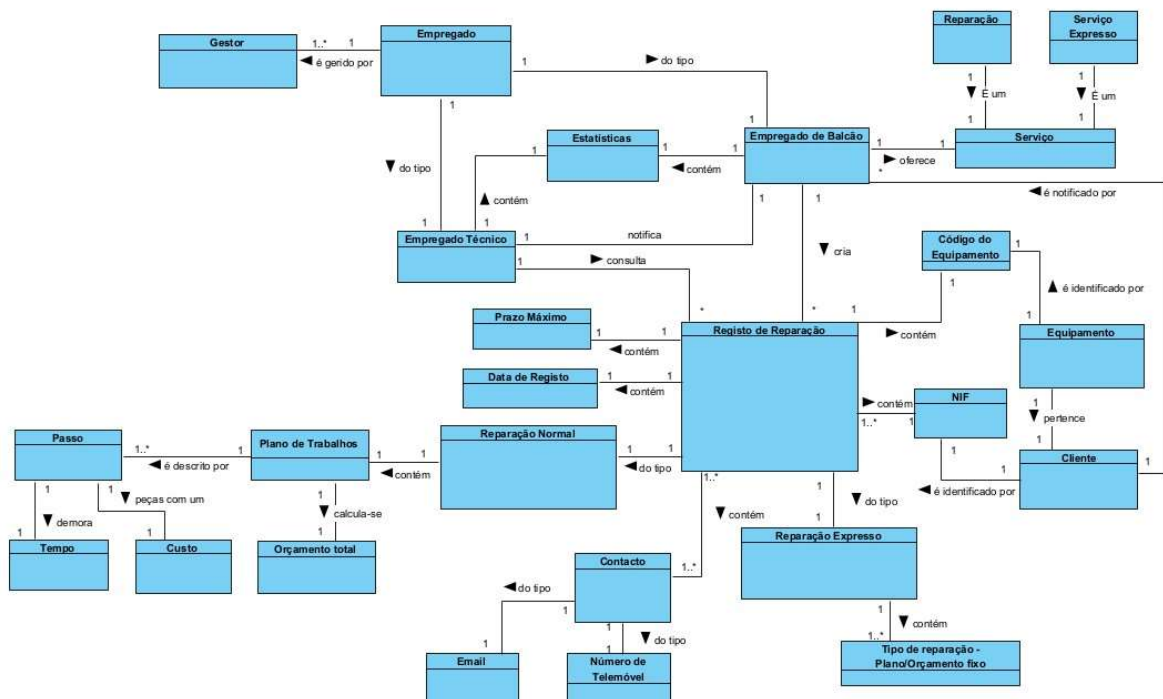 Reparação
Serviço
Expresso
Empregado
Gestor
1..*
1
é gerido por
1
do tipo
1
1
É um
É um
1
1
1
1
Estatísticas
Empregado de Balcão
Serviço
1
1
1
1
contém
oferece
*
do tipo
contém
é notificado por
1
1
1
1
1
Empregado Técnico
1
notifica
Código do
Equipamento
1
1
consulta
cria
1
é identificado por
*
*
1
1
Prazo Máximo
1
1
Registo de Reparação
contém
Equipamento
contém
Data de Registo
1
1
contém
NIF
1
contém
pertence
1..*
1
Passo
Plano de Trabalhos
Reparação Normal
1
1
Cliente
1..*
1
1
1
1
1
1
é descrito por
contém
do tipo
é identificado por
1
1
1
1..*
1
peças com um
calcula-se
contém
do tipo
demora
1
1
1
1
Reparação Expresso
Tempo
Custo
Orçamento total
Contacto
1..*
do tipo
1
1
1
contém
1
1
do tipo
1..*
Email
Número de
Telemóvel
Tipo de reparação -
Plano/Orçamento fixo